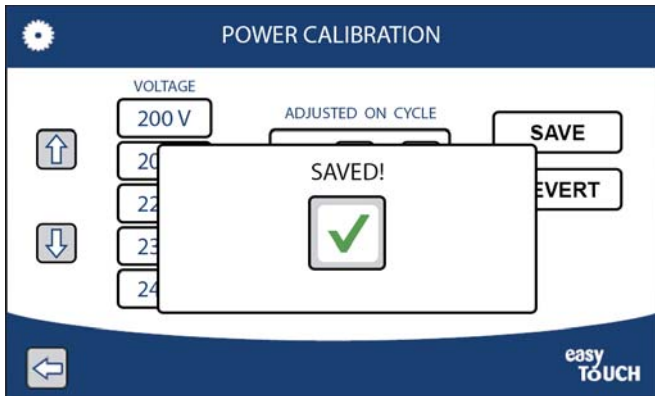 POWER CALIBRATION
VOLTAGE
200 V
20
22
23
24
ADJUSTED ON CYCLE
SAVE
EVERT
SAVED!
easy
TOUCH